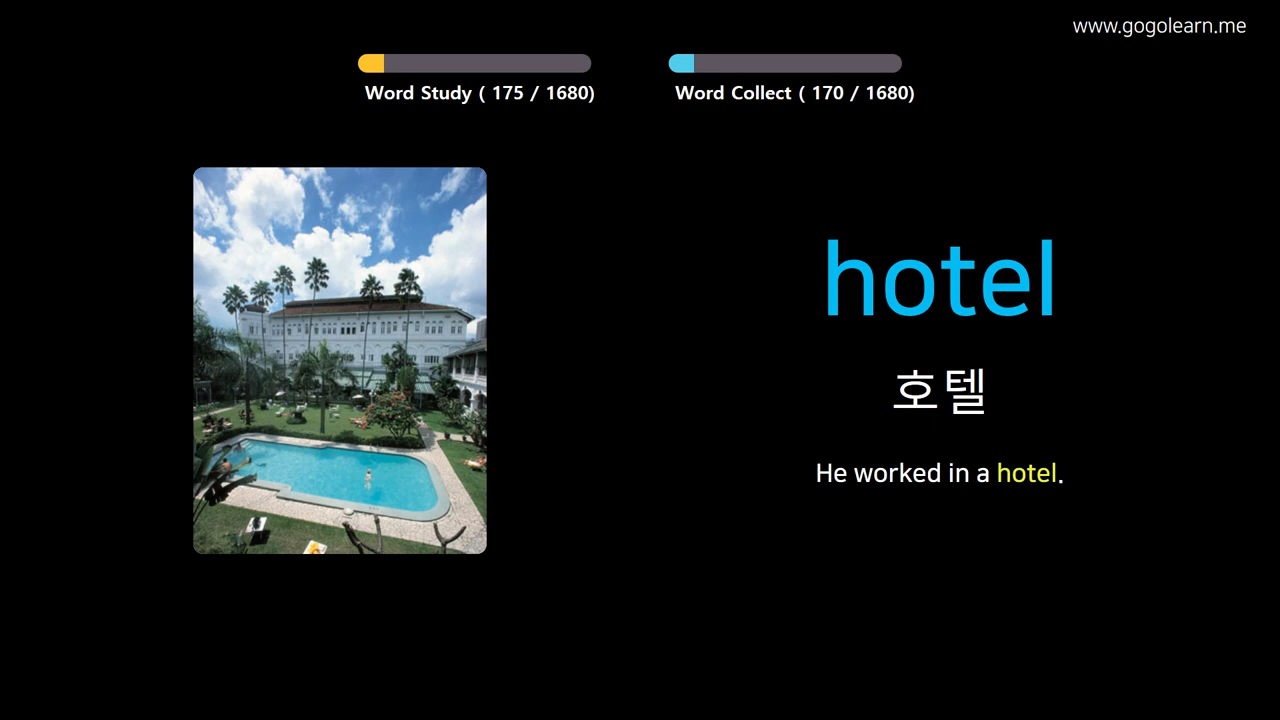 www.gogolearn.me
Word Study ( 175 / 1680)
Word Collect ( 170 / 1680)
hotel
호텔
He worked in a hotel.